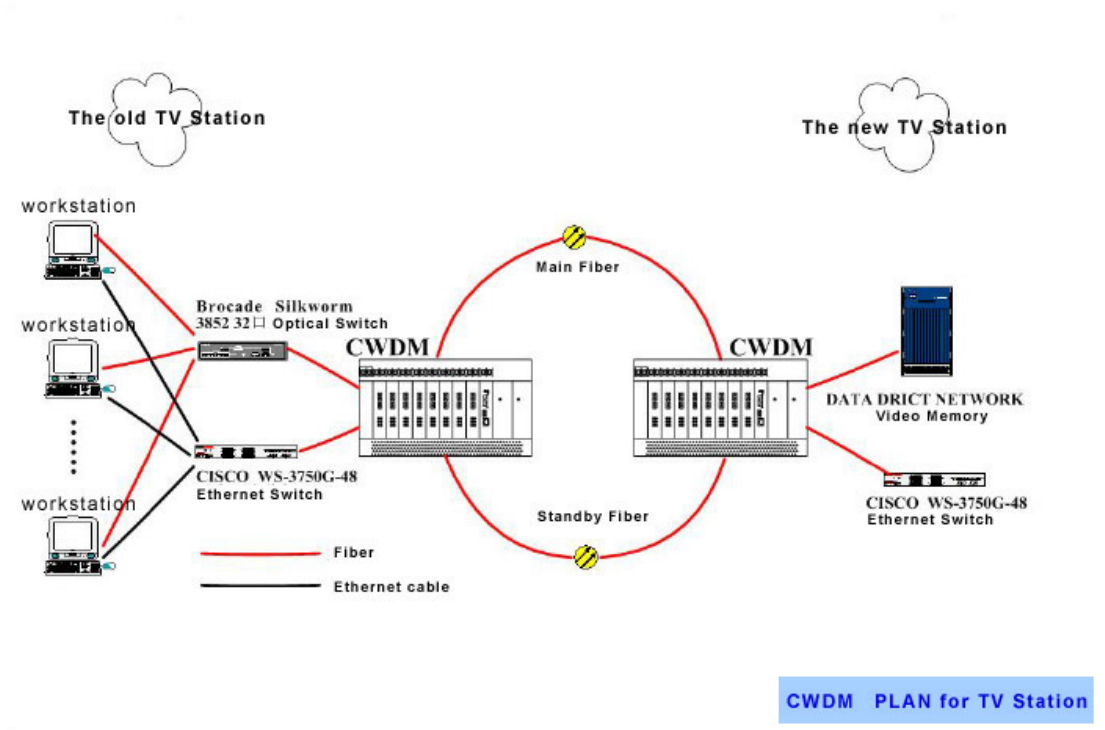 The old TV Station
The new TV Station
workstation
Main Fiber
Brocade Silkworm
3852 32口 Optical Switch
workstation
CWDM
CWDM
DATA DRICT NETWORK
Video Memory
CISCO WS-3750G-48
Ethernet Switch
workstation
CISCO WS-3750G-48
Ethernet Switch
Standby Fiber
Fiber
Ethernet cable
CWDM PLAN for TV Station